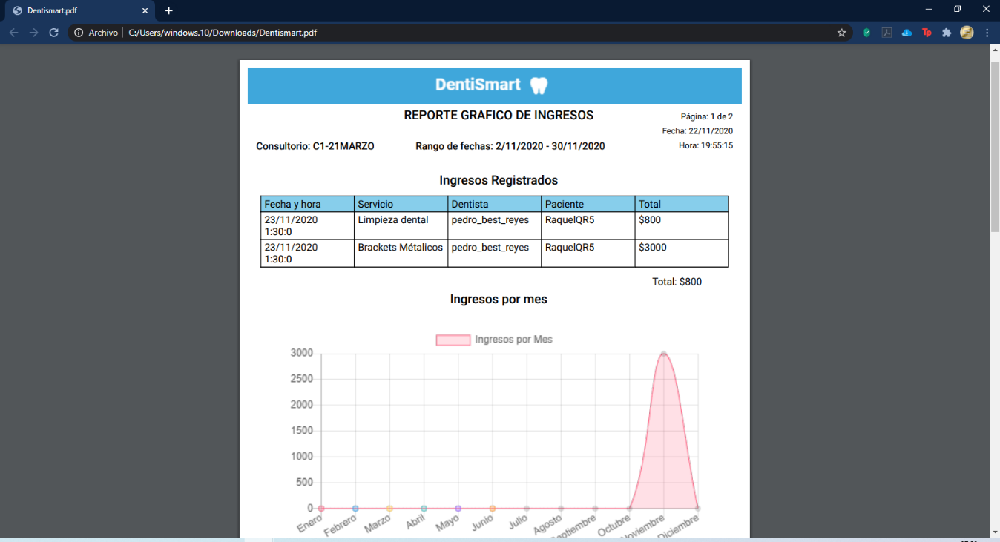 Dentismart.pdf
Archivo C:/Users/windows.10/Downloads/Dentismart.pdf
DentiSmart
REPORTE GRAFICO DE INGRESOS
Página: 1 de 2
Fecha: 22/11/2020
Hora: 19:55:15
Consultorio: C1-21MARZO
Rango de fechas: 2/11/2020 - 30/11/2020
Ingresos Registrados
Fecha y hora Servicio Dentista Paciente Total
23/11/2020 1:30:0 Limpieza dental pedro_best_reyes RaquelQR5 $800
23/11/2020 1:30:0 Brackets Métalicos pedro_best_reyes RaquelQR5 $3000
Total: $800
Ingresos por mes
Ingresos por Mes
3000
2500
2000
1500
1000
500
0
Enero Febrero Marzo Abril Mayo Junio Julio Agosto Octubre Diciembre